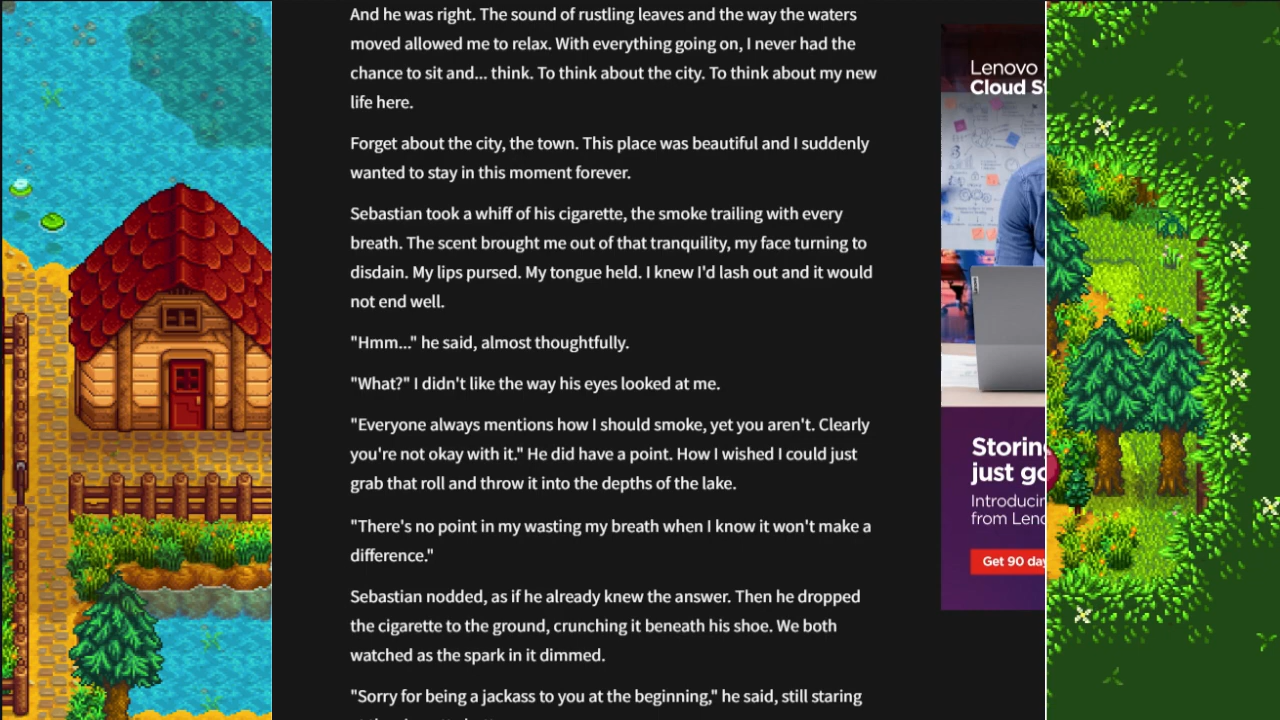 And he was right. The sound of rustling leaves and the way the waters
moved allowed me to relax. With everything going on, I never had the
chance to sit and... think. To think about the city. To think about my new
life here.
Forget about the city, the town. This place was beautiful and I suddenly
wanted to stay in this moment forever.
Sebastian took a whiff of his cigarette, the smoke trailing with every
breath. The scent brought me out of that tranquility, my face turning to
disdain. My lips pursed. My tongue held. I knew I'd lash out and it would
not end well.
"Hmm..." he said, almost thoughtfully.
"What?" I didn't like the way his eyes looked at me.
"Everyone always mentions how I should smoke, yet you aren't. Clearly
you're not okay with it." He did have a point. How I wished I could just
grab that roll and throw it into the depths of the lake.
"There's no point in my wasting my breath when I know it won't make a
difference."
Sebastian nodded, as if he already knew the answer. Then he dropped
the cigarette to the ground, crunching it beneath his shoe. We both
watched as the spark in it dimmed.
"Sorry for being a jackass to you at the beginning," he said, still staring
Lenovo
Cloud S
Storing
just go
Introducin
from Leno
Get 90 day